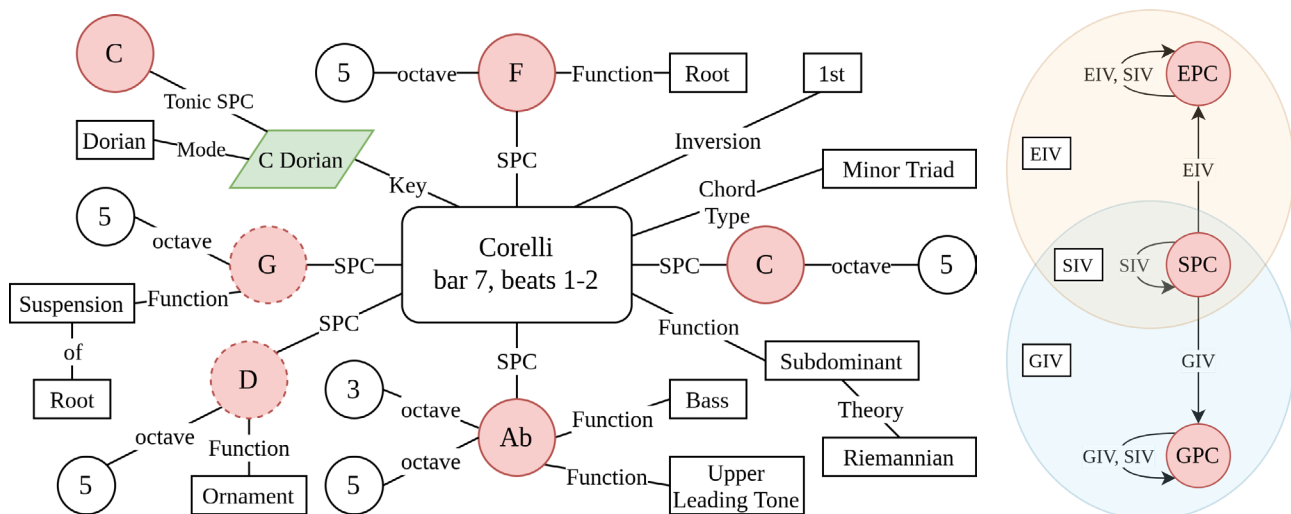 C
5
octave
F
Function
Root
1st
Tonic SPC
Dorian
Mode
C Dorian
Key
SPC
Inversion
Chord
Type
Minor Triad
5
octave
G
SPC
Corelli
bar 7, beats 1-2
SPC
C
octave
5
Suspension
Function
of
Root
SPC
D
octave
5
Function
Ornament
SPC
3
octave
Ab
octave
5
Function
Bass
Function
Upper
Leading Tone
Function
Subdominant
Theory
Riemannian
EIV, SIV
EPC
EIV
EIV
SIV
SIV
SPC
GIV
GIV
GIV, SIV
GPC